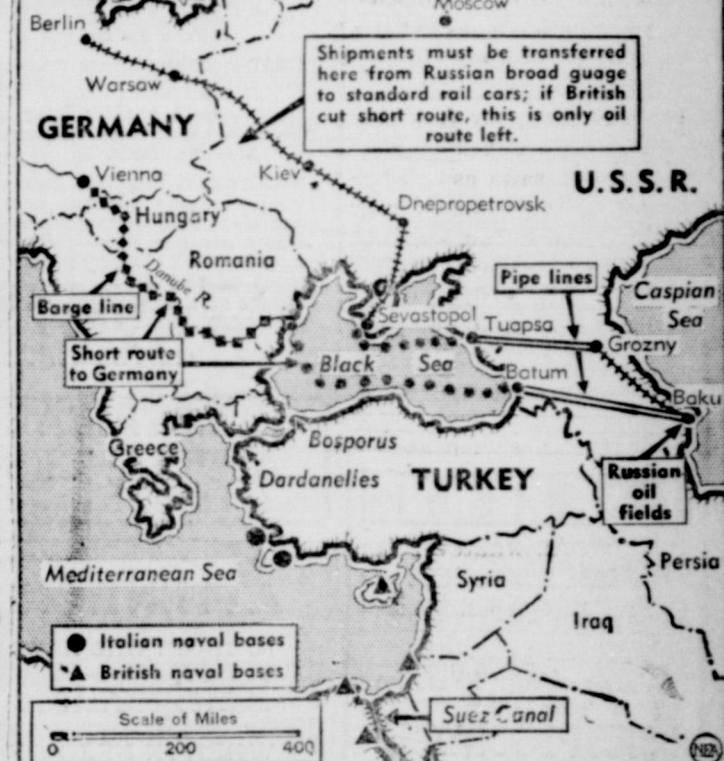 Moscow
Berlin
Shipments must be transferred
here from Russian broad guage
to standard rail cars; if British
cut short route, this is only oil
route left.
Warsaw
GERMANY
Vienna
Kiev
U.S.S.R.
Hungary
Dnepropetrovsk
Romania
Danube R.
Pipe lines
Caspian
Sea
Barge line
Sevastopol
Tuapsa
Grozny
Short route
to Germany
Black Sea
Batum
Baku
Greece
Bosporus
Dardanelles
TURKEY
Russian
oil
fields
Mediterranean Sea
Syria
Persia
Iraq
Italian naval bases
British naval bases
Suez Canal
Scale of Miles
0 200 400
NEA